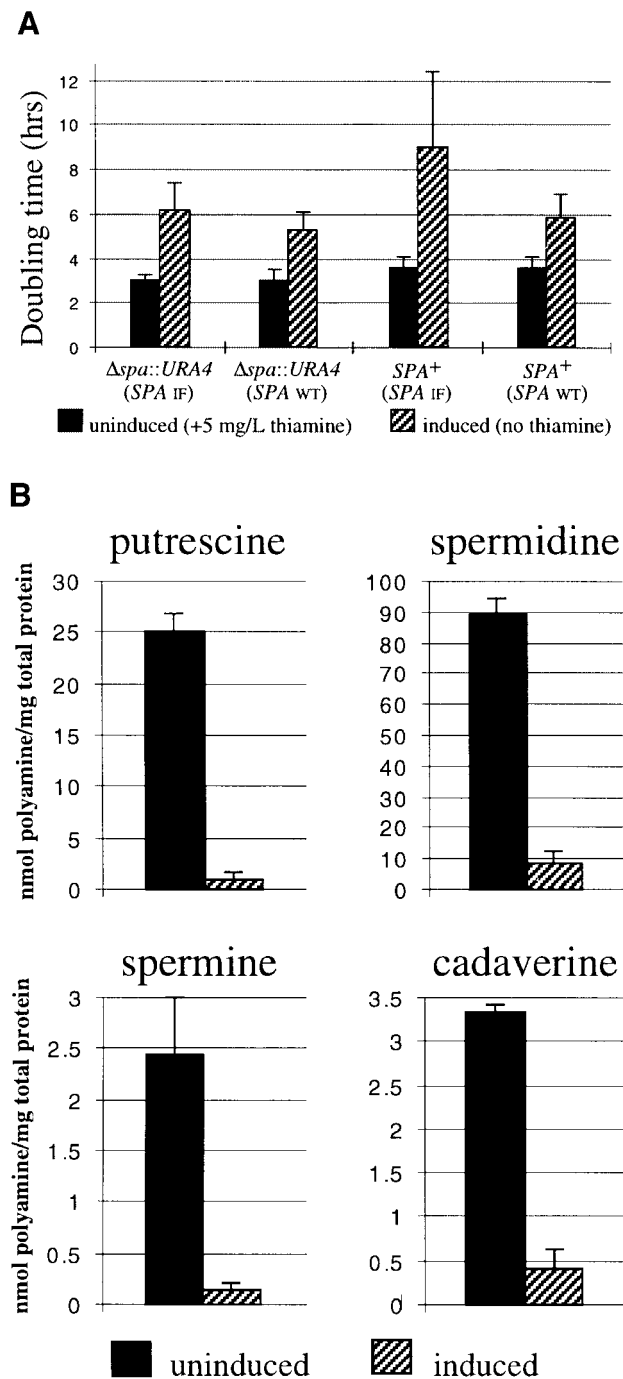 A
Doubling time (hrs)
12
10
8
6
4
2
0
Δspa::URA4
(SPA IF)
Δspa::URA4
(SPA WT)
SPA+
(SPA IF)
SPA+
(SPA WT)
uninduced (+5 mg/L thiamine)
induced (no thiamine)
B
putrescine
nmol polyamine/mg total protein
30
25
20
15
10
5
0
spermidine
100
90
80
70
60
50
40
30
20
10
0
spermine
nmol polyamine/mg total protein
3
2.5
2
1.5
1
0.5
0
cadaverine
3.5
3
2.5
2
1.5
1
0.5
0
uninduced
induced